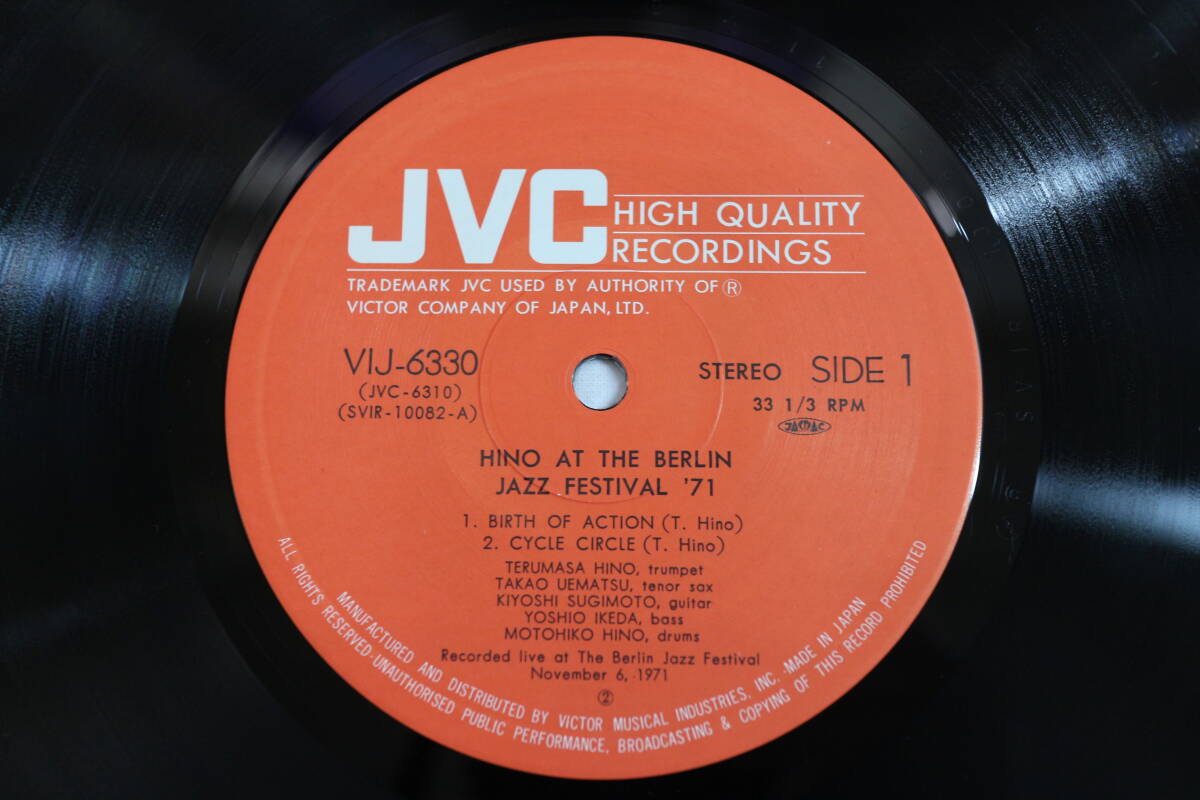 JVC
HIGH QUALITY
RECORDINGS
TRADEMARK JVC USED BY AUTHORITY OF Ⓡ
VICTOR COMPANY OF JAPAN, LTD.
VIJ-6330
(JVC-6310)
(SVIR-10082-A)
STEREO SIDE 1
33 1/3 RPM
JASRAC
HINO AT THE BERLIN
JAZZ FESTIVAL '71
1. BIRTH OF ACTION (T. Hino)
2. CYCLE CIRCLE (T. Hino)
TERUMASA HINO, trumpet
TAKAO UEMATSU, tenor sax
KIYOSHI SUGIMOTO, guitar
YOSHIO IKEDA, bass
MOTOHIKO HINO, drums
Recorded live at The Berlin Jazz Festival
November 6, 1971
②
MANUFACTURED AND DISTRIBUTED BY VICTOR MUSICAL INDUSTRIES, INC. MADE IN JAPAN
ALL RIGHTS RESERVED·UNAUTHORISED PUBLIC PERFORMANCE, BROADCASTING & COPYING OF THIS RECORD PROHIBITED